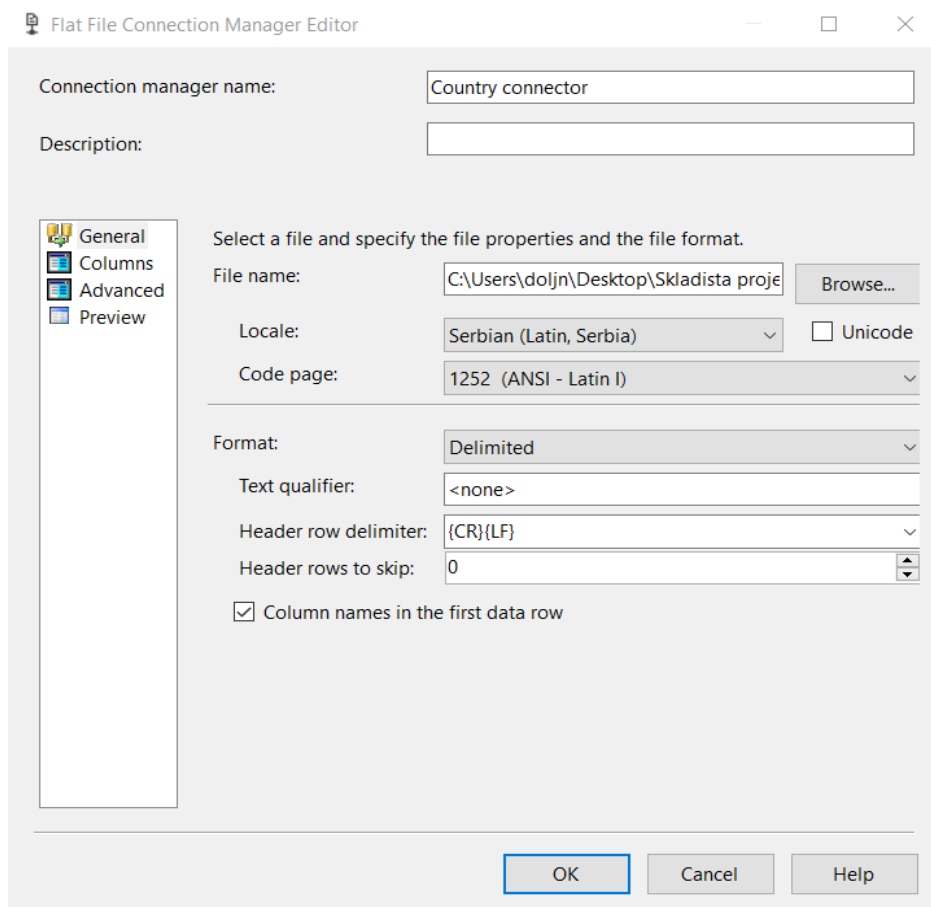 Flat File Connection Manager Editor
Connection manager name: Country connector
Description:
General
Columns
Advanced
Preview
Select a file and specify the file properties and the file format.
File name: C:\Users\doljn\Desktop\Skladista proje Browse...
Locale: Serbian (Latin, Serbia) Unicode
Code page: 1252 (ANSI - Latin I)
Format: Delimited
Text qualifier: <none>
Header row delimiter: {CR}{LF}
Header rows to skip: 0
Column names in the first data row
OK Cancel Help